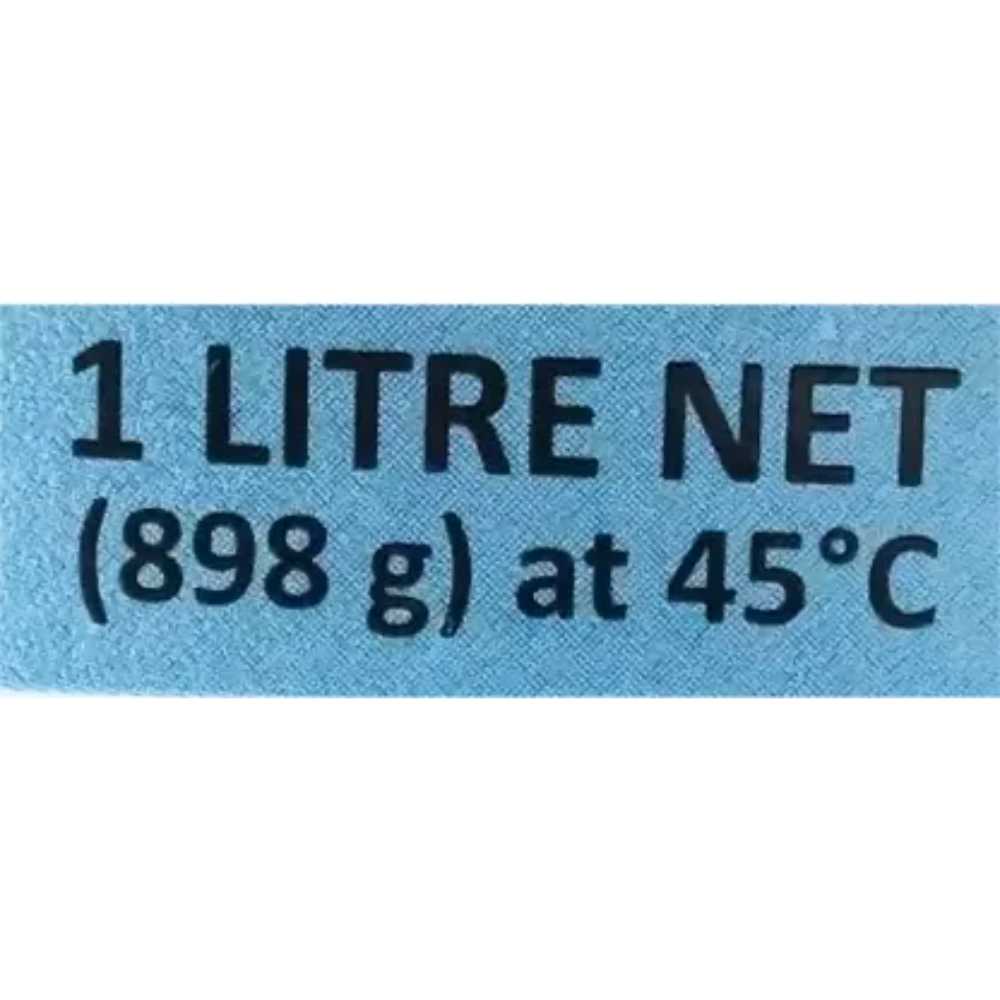 1 LITRE NET
(898 g) at 45°C